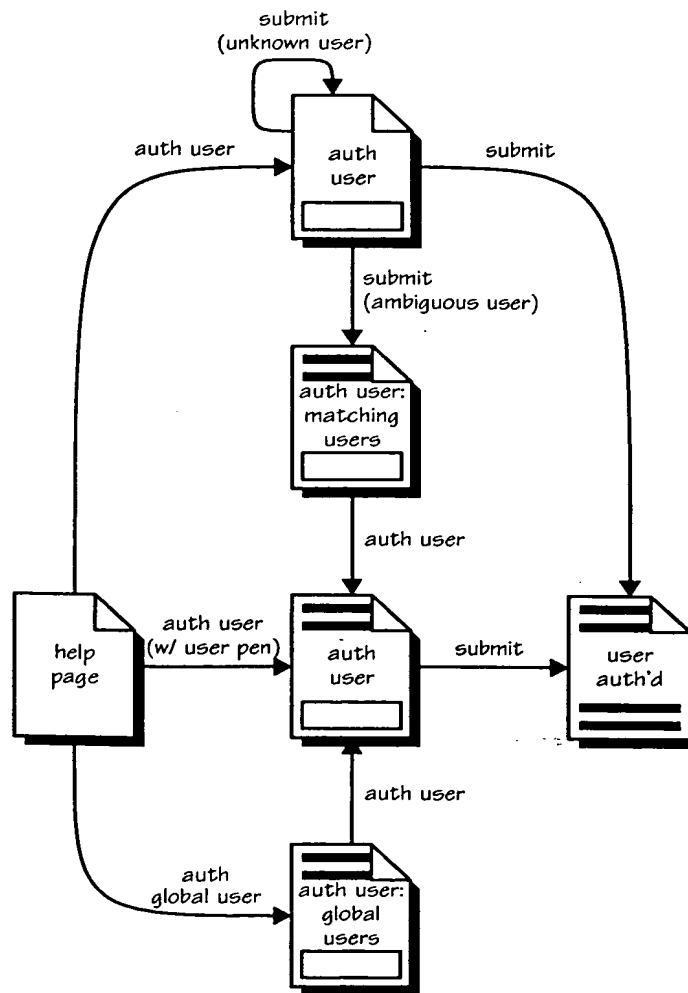 submit
(unknown user)
auth user
auth
user
submit
submit
(ambiguous user)
auth user:
matching
users
auth user
help
page
auth user
(w/ user pen)
auth
user
submit
user
auth'd
auth user
auth
global user
auth user:
global
users